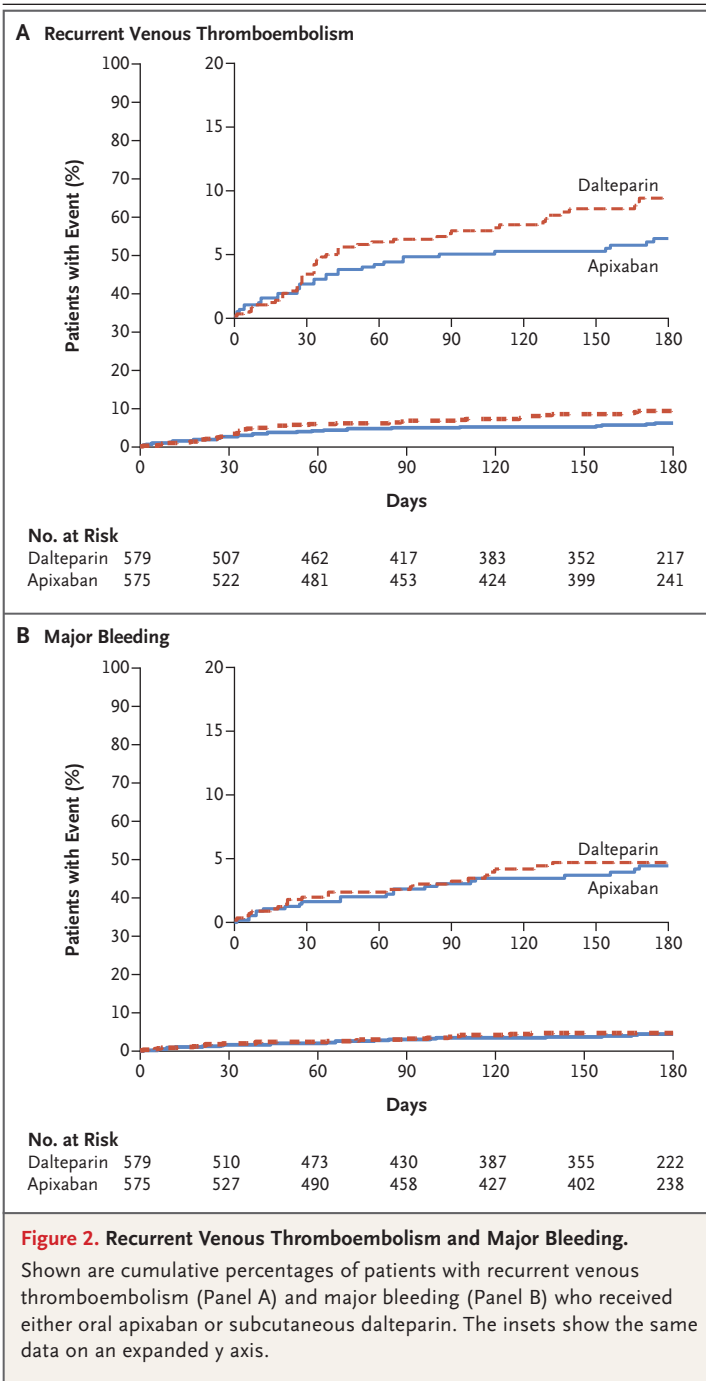 A Recurrent Venous Thromboembolism
Patients with Event (%)
100
90
80
70
60
50
40
30
20
10
0
0 30 60 90 120 150 180
Days
20
15
10
5
0
0 30 60 90 120 150 180
Dalteparin
Apixaban
No. at Risk
Dalteparin 579 507 462 417 383 352 217
Apixaban 575 522 481 453 424 399 241
B Major Bleeding
Patients with Event (%)
100
90
80
70
60
50
40
30
20
10
0
0 30 60 90 120 150 180
Days
20
15
10
5
0
0 30 60 90 120 150 180
Dalteparin
Apixaban
No. at Risk
Dalteparin 579 510 473 430 387 355 222
Apixaban 575 527 490 458 427 402 238
Figure 2. Recurrent Venous Thromboembolism and Major Bleeding.
Shown are cumulative percentages of patients with recurrent venous
thromboembolism (Panel A) and major bleeding (Panel B) who received
either oral apixaban or subcutaneous dalteparin. The insets show the same
data on an expanded y axis.